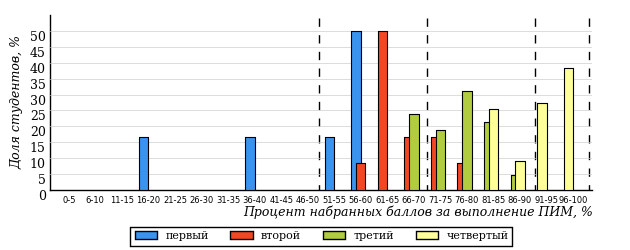 Доля студентов, %
50
45
40
35
30
25
20
15
10
5
0
0-5 6-10 11-15 16-20 21-25 26-30 31-35 36-40 41-45 46-50 51-55 56-60 61-65 66-70 71-75 76-80 81-85 86-90 91-95 96-100
Процент набранных баллов за выполнение ПИМ, %
первый второй третий четвертый